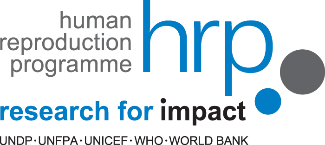 human
reproduction
programme
hrp
research for impact
UNDP · UNFPA · UNICEF · WHO · WORLD BANK